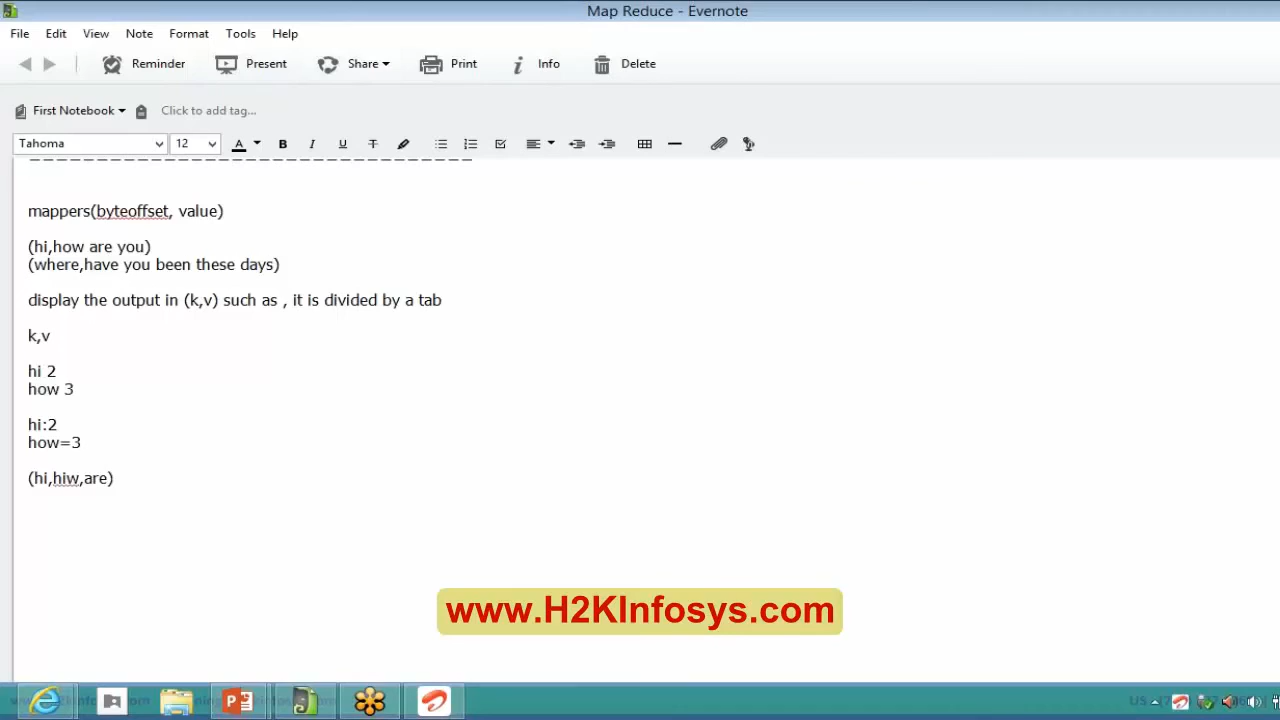 Map Reduce - Evernote
File Edit View Note Format Tools Help
Reminder Present Share Print Info Delete
First Notebook Click to add tag...
Tahoma 12 A B I U T
mappers(byteoffset, value)
(hi,how are you)
(where,have you been these days)
display the output in (k,v) such as , it is divided by a tab
k,v
hi 2
how 3
hi:2
how=3
(hi,hiw,are)
www.H2KInfosys.com
US